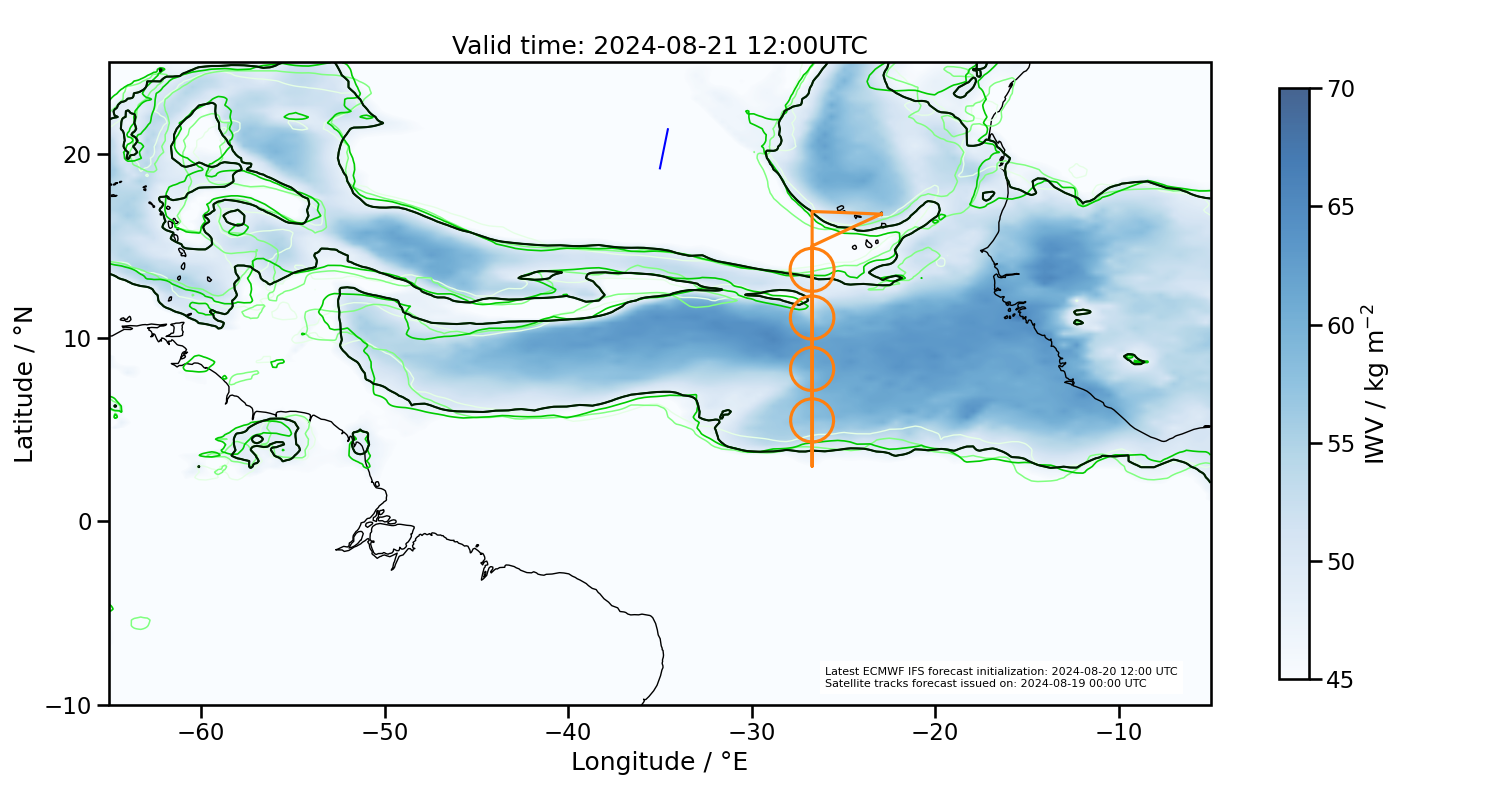 Valid time: 2024-08-21 12:00UTC
20
10
0
−10
Latitude / °N
−60
−50
−40
−30
−20
−10
Longitude / °E
Latest ECMWF IFS forecast initialization: 2024-08-20 12:00 UTC
Satellite tracks forecast issued on: 2024-08-19 00:00 UTC
70
65
60
55
50
45
IWV / kg m⁻²